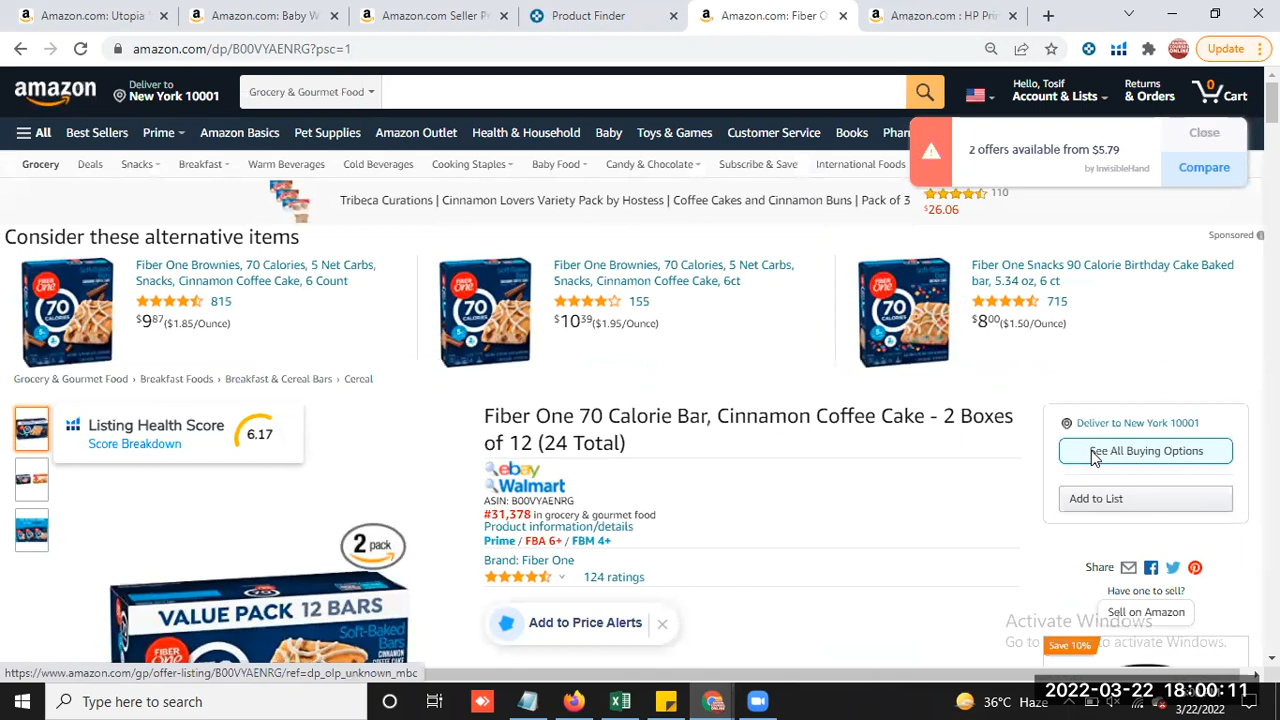 Amazon.com: Utopia
Amazon.com: Baby W
Amazon.com Seller P
Product Finder
Amazon.com: Fiber O
Amazon.com : HP Pri
amazon.com/dp/B00VYAENRG?psc=1
Update
amazon
Deliver to
New York 10001
Grocery & Gourmet Food
Hello, Tosif
Account & Lists
Returns
& Orders
0
Cart
All
Best Sellers
Prime
Amazon Basics
Pet Supplies
Amazon Outlet
Health & Household
Baby
Toys & Games
Customer Service
Books
Phar
2 offers available from $5.79
by InvisibleHand
Close
Compare
Grocery
Deals
Snacks
Breakfast
Warm Beverages
Cold Beverages
Cooking Staples
Baby Food
Candy & Chocolate
Subscribe & Save
International Foods
Tribeca Curations | Cinnamon Lovers Variety Pack by Hostess | Coffee Cakes and Cinnamon Buns | Pack of 3
110
$26.06
Consider these alternative items
Sponsored
Fiber One Brownies, 70 Calories, 5 Net Carbs,
Snacks, Cinnamon Coffee Cake, 6 Count
815
$9.87 ($1.85/Ounce)
Fiber One Brownies, 70 Calories, 5 Net Carbs,
Snacks, Cinnamon Coffee Cake, 6ct
155
$10.39 ($1.95/Ounce)
Fiber One Snacks 90 Calorie Birthday Cake Baked
bar, 5.34 oz, 6 ct
715
$8.00 ($1.50/Ounce)
Grocery & Gourmet Food › Breakfast Foods › Breakfast & Cereal Bars › Cereal
Listing Health Score
Score Breakdown
6.17
Fiber One 70 Calorie Bar, Cinnamon Coffee Cake - 2 Boxes
of 12 (24 Total)
ebay
Walmart
ASIN: B00VYAENRG
#31,378 in grocery & gourmet food
Product information/details
Prime / FBA 6+ / FBM 4+
Brand: Fiber One
124 ratings
Add to Price Alerts
Deliver to New York 10001
See All Buying Options
Add to List
Share
Have one to sell?
Sell on Amazon
Save 10%
Activate Windows
Go to to activate Windows.
2 pack
VALUE PACK 12 BARS
Soft-Baked
Bars
CINNAMON
COFFEE CAKE
FIBER
https://www.amazon.com/gp/offer-listing/B00VYAENRG/ref=dp_olp_unknown_mbc
Type here to search
36°C Haze
2022-03-22 18:00:11
3/22/2022